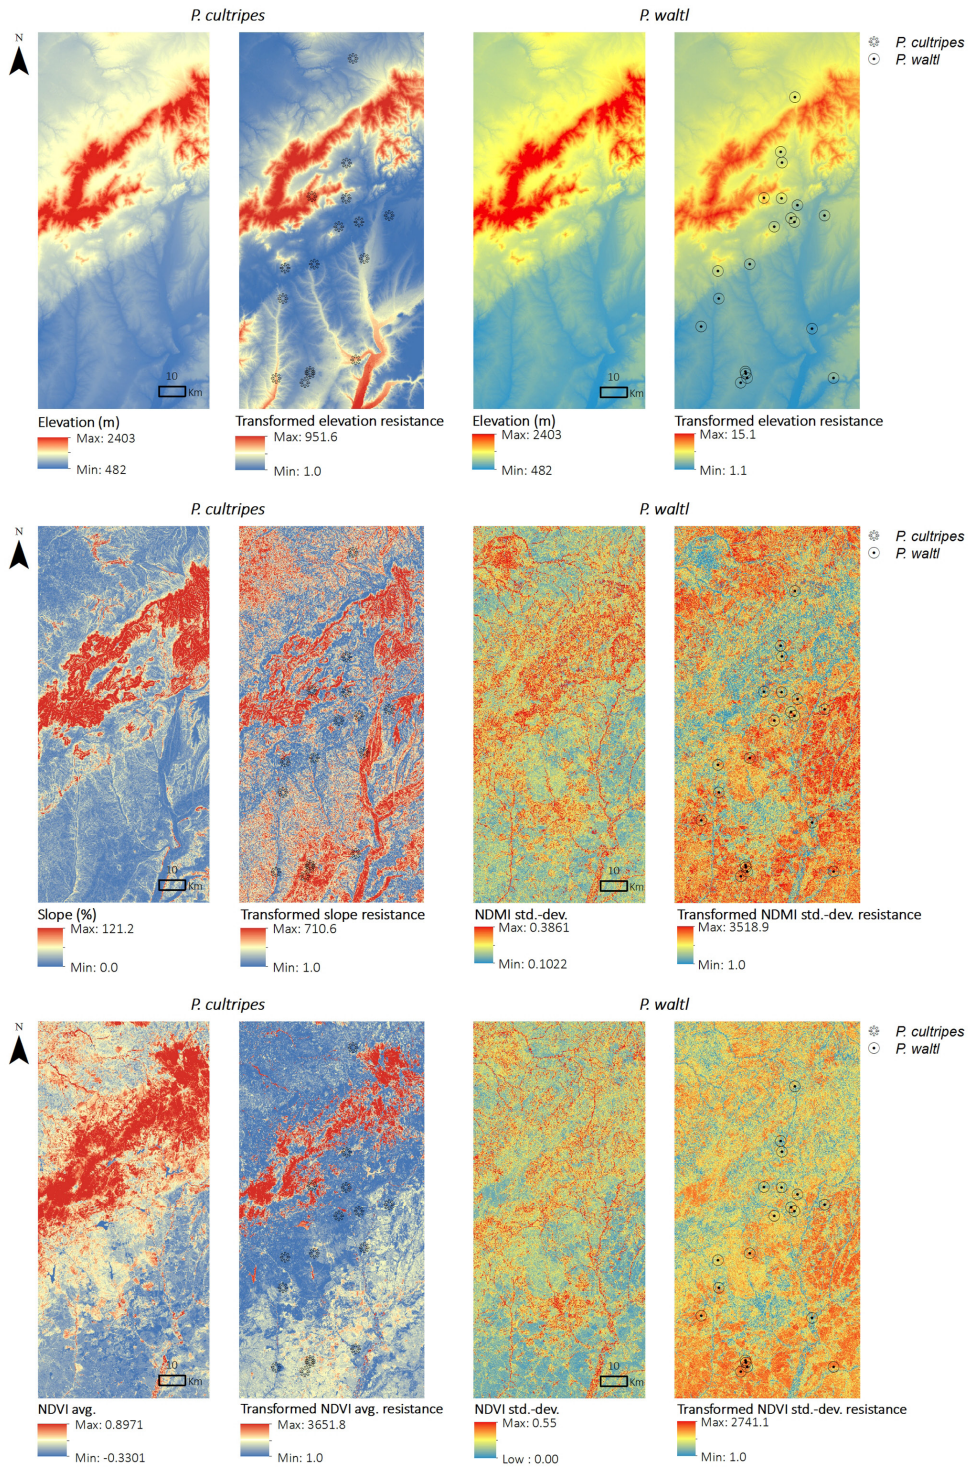 P. cultripes
P. waltl
N
P. cultripes
P. waltl
10
Km
10
Km
Elevation (m)
Max: 2403
Min: 482
Transformed elevation resistance
Max: 951.6
Min: 1.0
Elevation (m)
Max: 2403
Min: 482
Transformed elevation resistance
Max: 15.1
Min: 1.1
P. cultripes
P. waltl
N
P. cultripes
P. waltl
10
Km
10
Km
Slope (%)
Max: 121.2
Min: 0.0
Transformed slope resistance
Max: 710.6
Min: 1.0
NDMI std.-dev.
Max: 0.3861
Min: 0.1022
Transformed NDMI std.-dev. resistance
Max: 3518.9
Min: 1.0
P. cultripes
P. waltl
N
P. cultripes
P. waltl
10
Km
10
Km
NDVI avg.
Max: 0.8971
Min: -0.3301
Transformed NDVI avg. resistance
Max: 3651.8
Min: 1.0
NDVI std.-dev.
Max: 0.55
Low : 0.00
Transformed NDVI std.-dev. resistance
Max: 2741.1
Min: 1.0